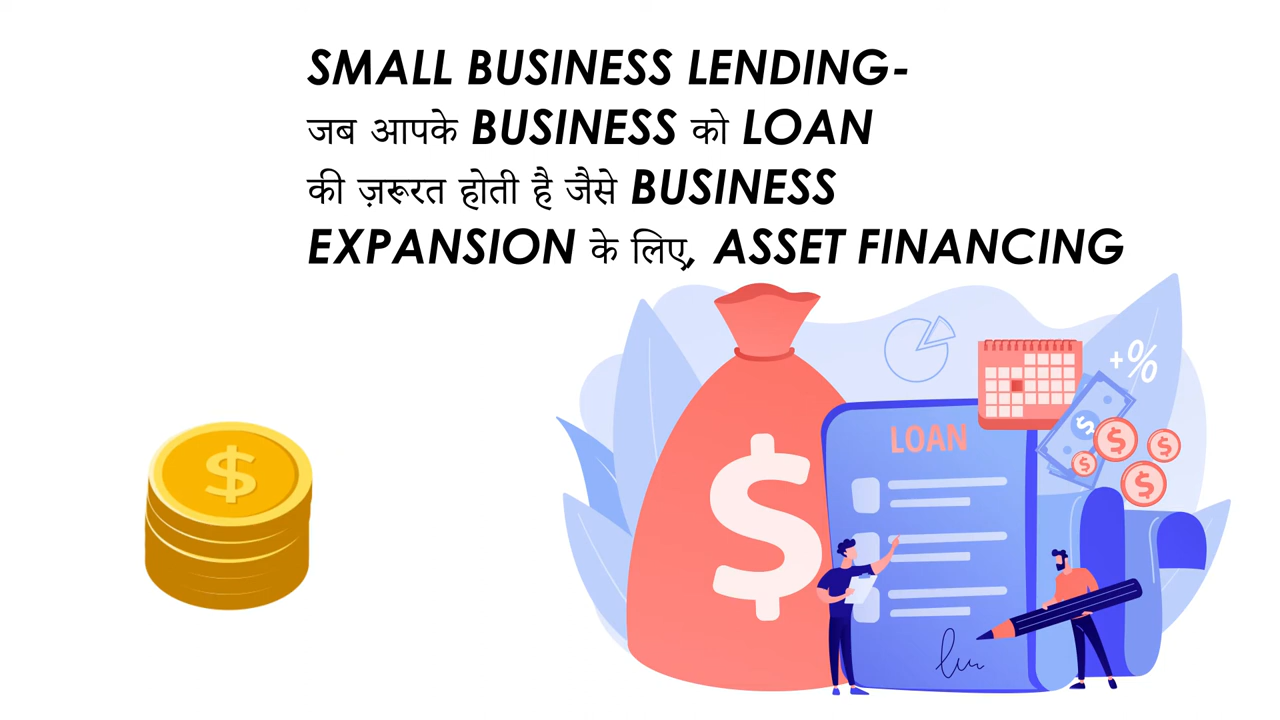 SMALL BUSINESS LENDING-
जब आपके BUSINESS को LOAN
की ज़रूरत होती है जैसे BUSINESS
EXPANSION के लिए, ASSET FINANCING
+%
LOAN
$
$
$
$
$
$
$